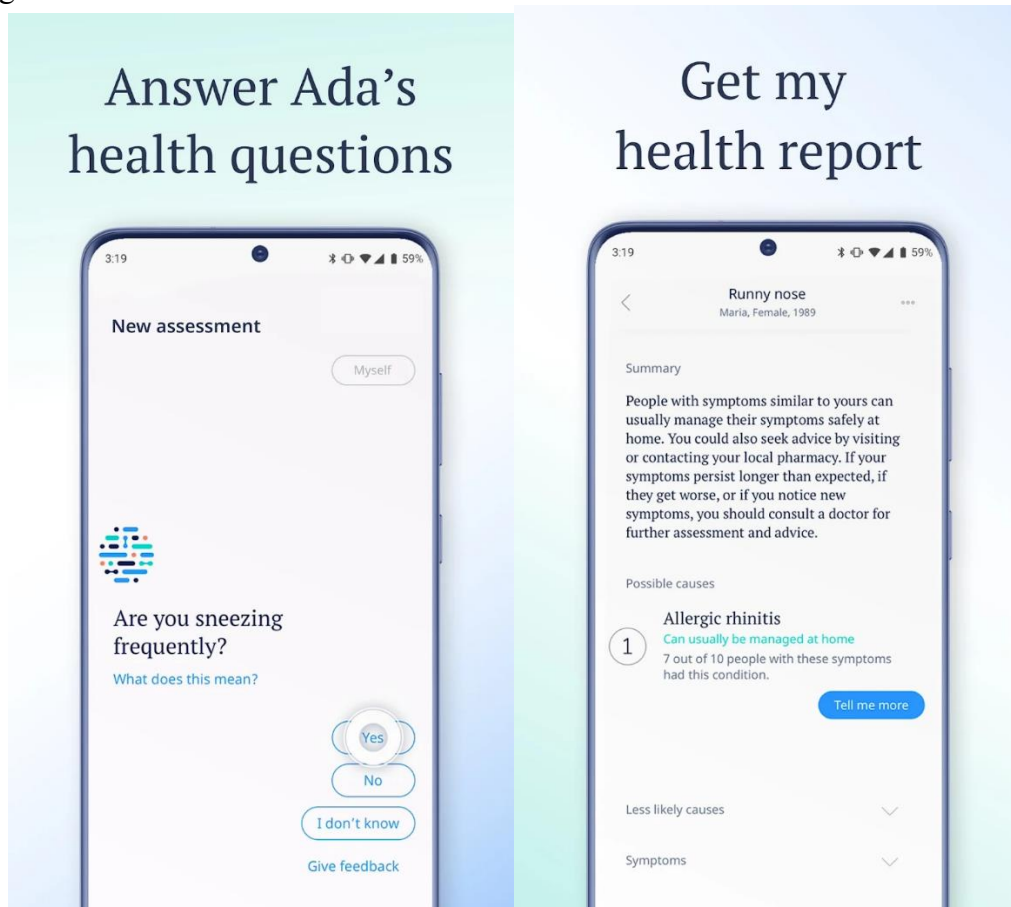 Answer Ada's
health questions
3:19
59%
New assessment
Myself
Are you sneezing
frequently?
What does this mean?
Yes
No
I don't know
Give feedback
Get my
health report
3:19
59%
Runny nose
Maria, Female, 1989
Summary
People with symptoms similar to yours can
usually manage their symptoms safely at
home. You could also seek advice by visiting
or contacting your local pharmacy. If your
symptoms persist longer than expected, if
they get worse, or if you notice new
symptoms, you should consult a doctor for
further assessment and advice.
Possible causes
1
Allergic rhinitis
Can usually be managed at home
7 out of 10 people with these symptoms
had this condition.
Tell me more
Less likely causes
Symptoms